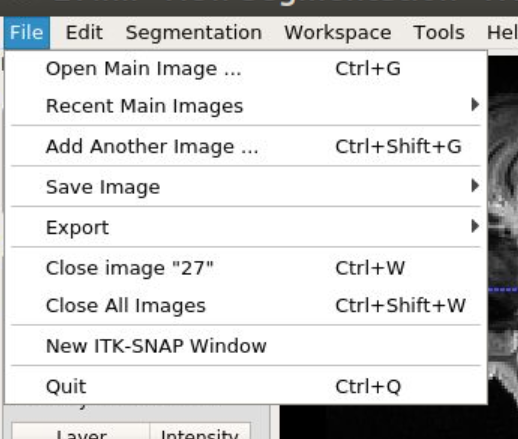 File Edit Segmentation Workspace Tools Hel
Open Main Image ... Ctrl+G
Recent Main Images
Add Another Image ... Ctrl+Shift+G
Save Image
Export
Close image "27" Ctrl+W
Close All Images Ctrl+Shift+W
New ITK-SNAP Window
Quit Ctrl+Q
Layer Intensity